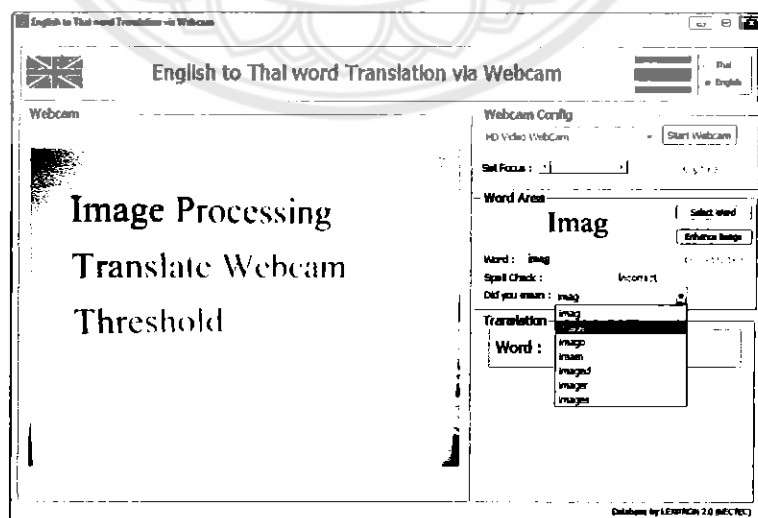 English to Thai word Translation via Webcam
English to Thai word Translation via Webcam
Thai
English
Webcam
Image Processing
Translate Webcam
Threshold
Webcam Config
HD Video WebCam
Start Webcam
Set Focus :
Word Area
Imag
Select Word
Enhance Image
Word : imag
Spell Check : Incorrect
Did you mean : imag
imag
imago
imam
imaged
imager
images
Translation
Word :
Database by LEXiTRON 2.0 (NECTEC)